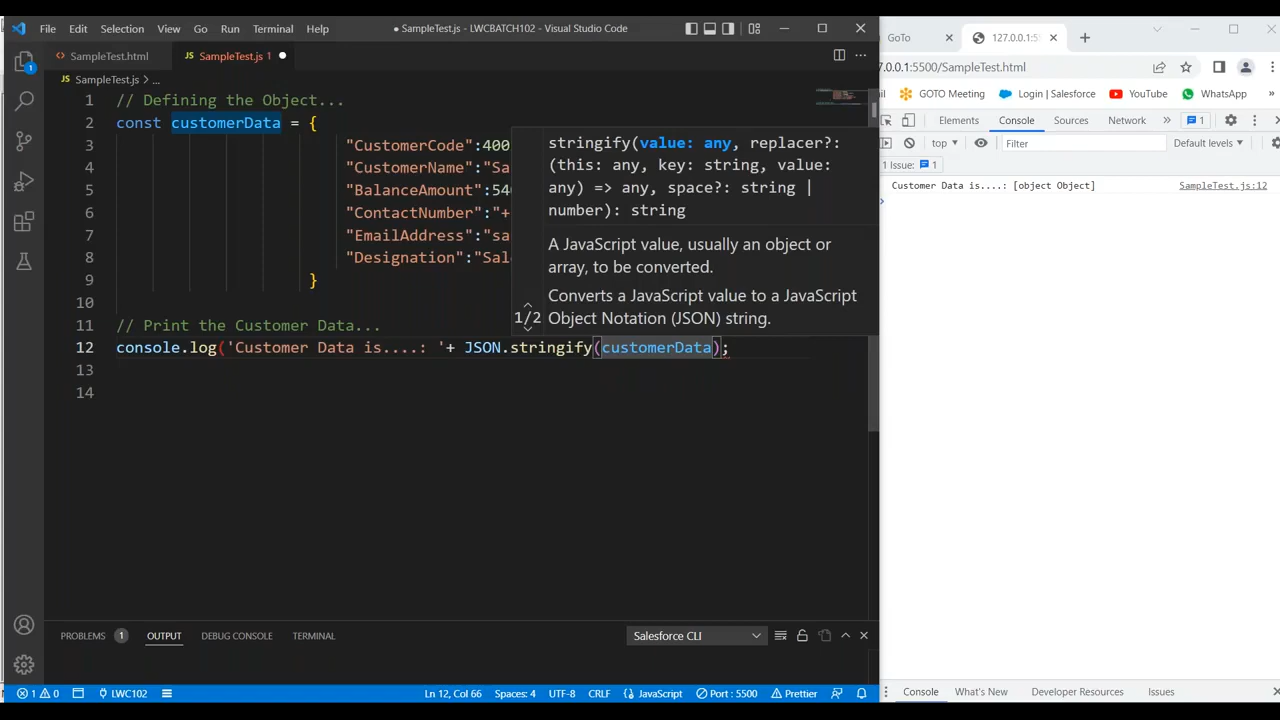 File Edit Selection View Go Run Terminal Help
● SampleTest.js - LWCBATCH102 - Visual Studio Code
SampleTest.html
JS SampleTest.js 1
JS SampleTest.js > ...
1 // Defining the Object...
2 const customerData = {
3 "CustomerCode":400
4 "CustomerName":"Sa
5 "BalanceAmount":540
6 "ContactNumber":"+
7 "EmailAddress":"sa
8 "Designation":"Sal
9 }
10
11 // Print the Customer Data...
12 console.log('Customer Data is....: '+ JSON.stringify(customerData);
13
14
stringify(value: any, replacer?:
(this: any, key: string, value:
any) => any, space?: string |
number): string
A JavaScript value, usually an object or
array, to be converted.
1/2
Converts a JavaScript value to a JavaScript
Object Notation (JSON) string.
PROBLEMS 1 OUTPUT DEBUG CONSOLE TERMINAL
Salesforce CLI
1 0 LWC102 Ln 12, Col 66 Spaces: 4 UTF-8 CRLF {} JavaScript Port : 5500 Prettier
GoTo
127.0.0.1:5
.0.0.1:5500/SampleTest.html
ail GOTO Meeting Login | Salesforce YouTube WhatsApp
Elements Console Sources Network » 1
top Filter Default levels
1 Issue: 1
Customer Data is....: [object Object] SampleTest.js:12
Console What's New Developer Resources Issues